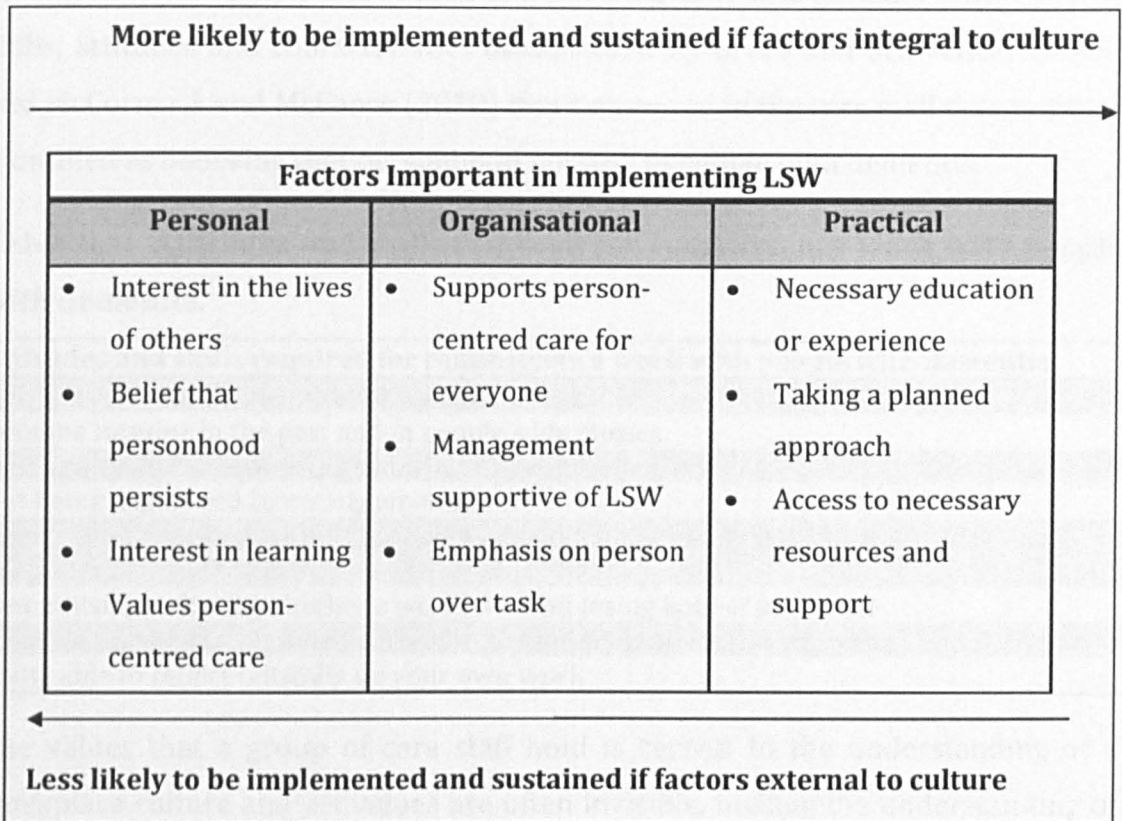 More likely to be implemented and sustained if factors integral to culture
Factors Important in Implementing LSW
Personal
• Interest in the lives
of others
• Belief that
personhood
persists
• Interest in learning
• Values person-
centred care
Organisational
• Supports person-
centred care for
everyone
• Management
supportive of LSW
• Emphasis on person
over task
Practical
• Necessary education
or experience
• Taking a planned
approach
• Access to necessary
resources and
support
Less likely to be implemented and sustained if factors external to culture